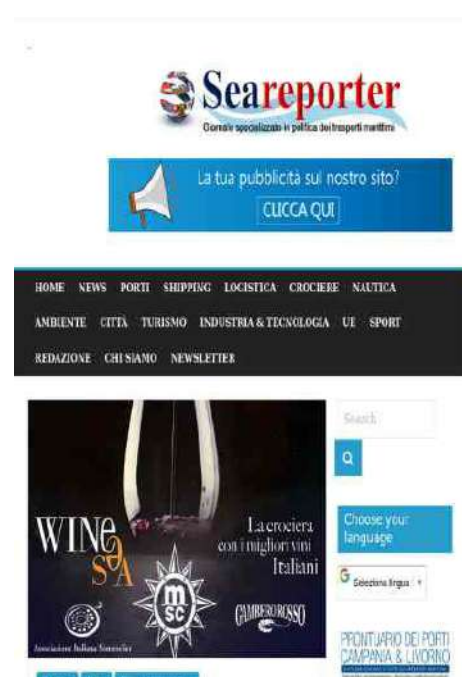 Seareporter
Giornale specializzato in politica dei trasporti marittimi
La tua pubblicità sul nostro sito?
CLICCA QUI
HOME NEWS PORTI SHIPPING LOGISTICA CROCIERE NAUTICA
AMBIENTE CITTÀ TURISMO INDUSTRIA & TECNOLOGIA UE SPORT
REDAZIONE CHI SIAMO NEWSLETTER
Search
WINE
SEA
La crociera
con i migliori vini
Italiani
msc
GAMBERO ROSSO
Associazione Italiana Sommelier
Choose your
language
G Seleziona lingua ▼
PRONTUARIO DEI PORTI
CAMPANIA & LIVORNO